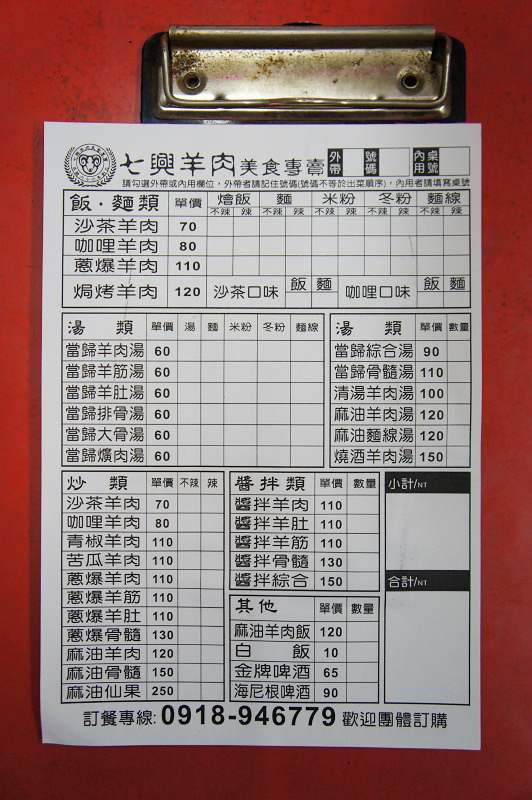 七興羊肉美食專賣 外帶 號碼 內用 桌號
請勾選外帶或內用欄位，外帶者請記住號碼(號碼不等於出菜順序)，內用者請填寫桌號
飯．麵類 單價 燴飯 麵 米粉 冬粉 麵線
不辣 辣 不辣 辣 不辣 辣 不辣 辣 不辣 辣
沙茶羊肉 70
咖哩羊肉 80
蔥爆羊肉 110
焗烤羊肉 120 沙茶口味 飯 麵 咖哩口味 飯 麵
湯類 單價 湯 麵 米粉 冬粉 麵線
當歸羊肉湯 60
當歸羊筋湯 60
當歸羊肚湯 60
當歸排骨湯 60
當歸大骨湯 60
當歸爌肉湯 60
湯類 單價 數量
當歸綜合湯 90
當歸骨髓湯 110
清湯羊肉湯 100
麻油羊肉湯 120
麻油麵線湯 120
燒酒羊肉湯 150
炒類 單價 不辣 辣
沙茶羊肉 70
咖哩羊肉 80
青椒羊肉 110
苦瓜羊肉 110
蔥爆羊肉 110
蔥爆羊筋 110
蔥爆羊肚 110
蔥爆骨髓 130
麻油羊肉 120
麻油骨髓 150
麻油仙果 250
醬拌類 單價 數量
醬拌羊肉 110
醬拌羊肚 110
醬拌羊筋 110
醬拌骨髓 130
醬拌綜合 150
其他 單價 數量
麻油羊肉飯 120
白飯 10
金牌啤酒 65
海尼根啤酒 90
小計/NT
合計/NT
訂餐專線:0918-946779 歡迎團體訂購